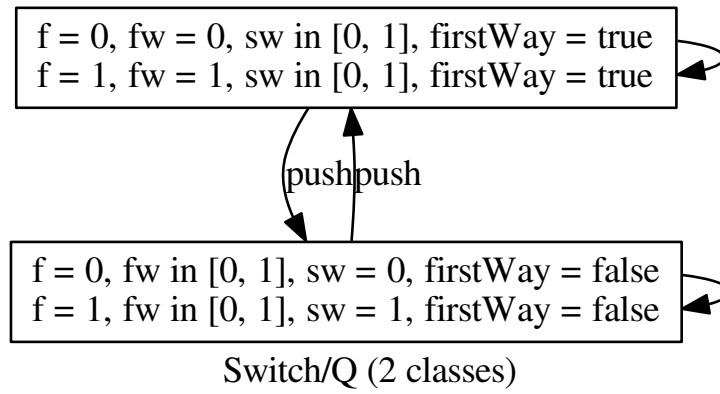 f = 0, fw = 0, sw in [0, 1], firstWay = true
f = 1, fw = 1, sw in [0, 1], firstWay = true
push
push
f = 0, fw in [0, 1], sw = 0, firstWay = false
f = 1, fw in [0, 1], sw = 1, firstWay = false
Switch/Q (2 classes)